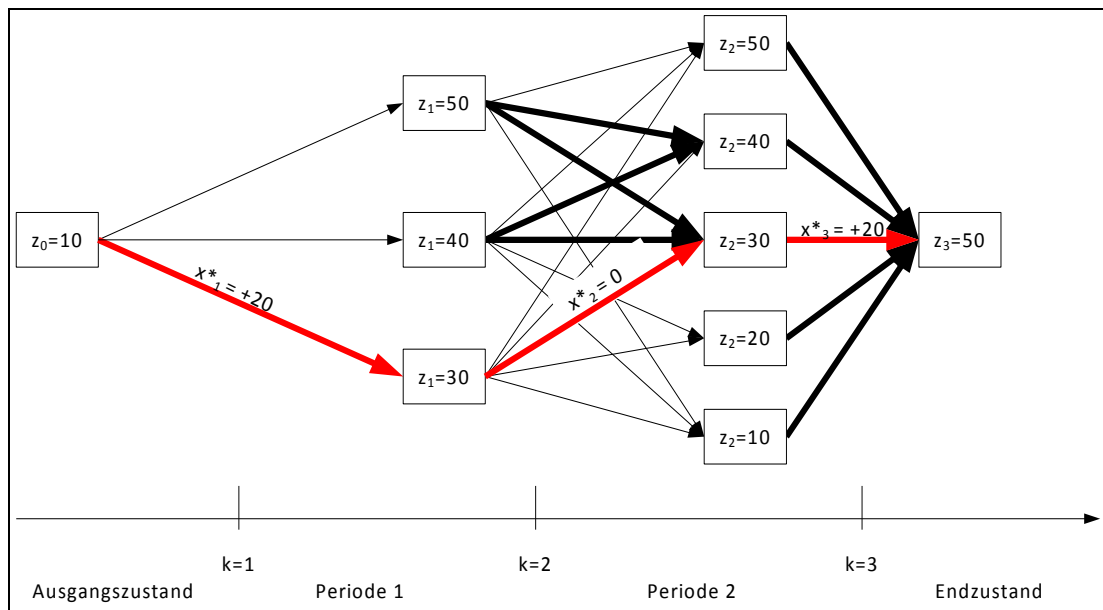 z₂=50
z₁=50
z₂=40
z₀=10
z₁=40
z₂=30
x*₃ = +20
z₃=50
x*₁ = +20
x*₂ = 0
z₂=20
z₁=30
z₂=10
k=1
k=2
k=3
Ausgangszustand
Periode 1
Periode 2
Endzustand